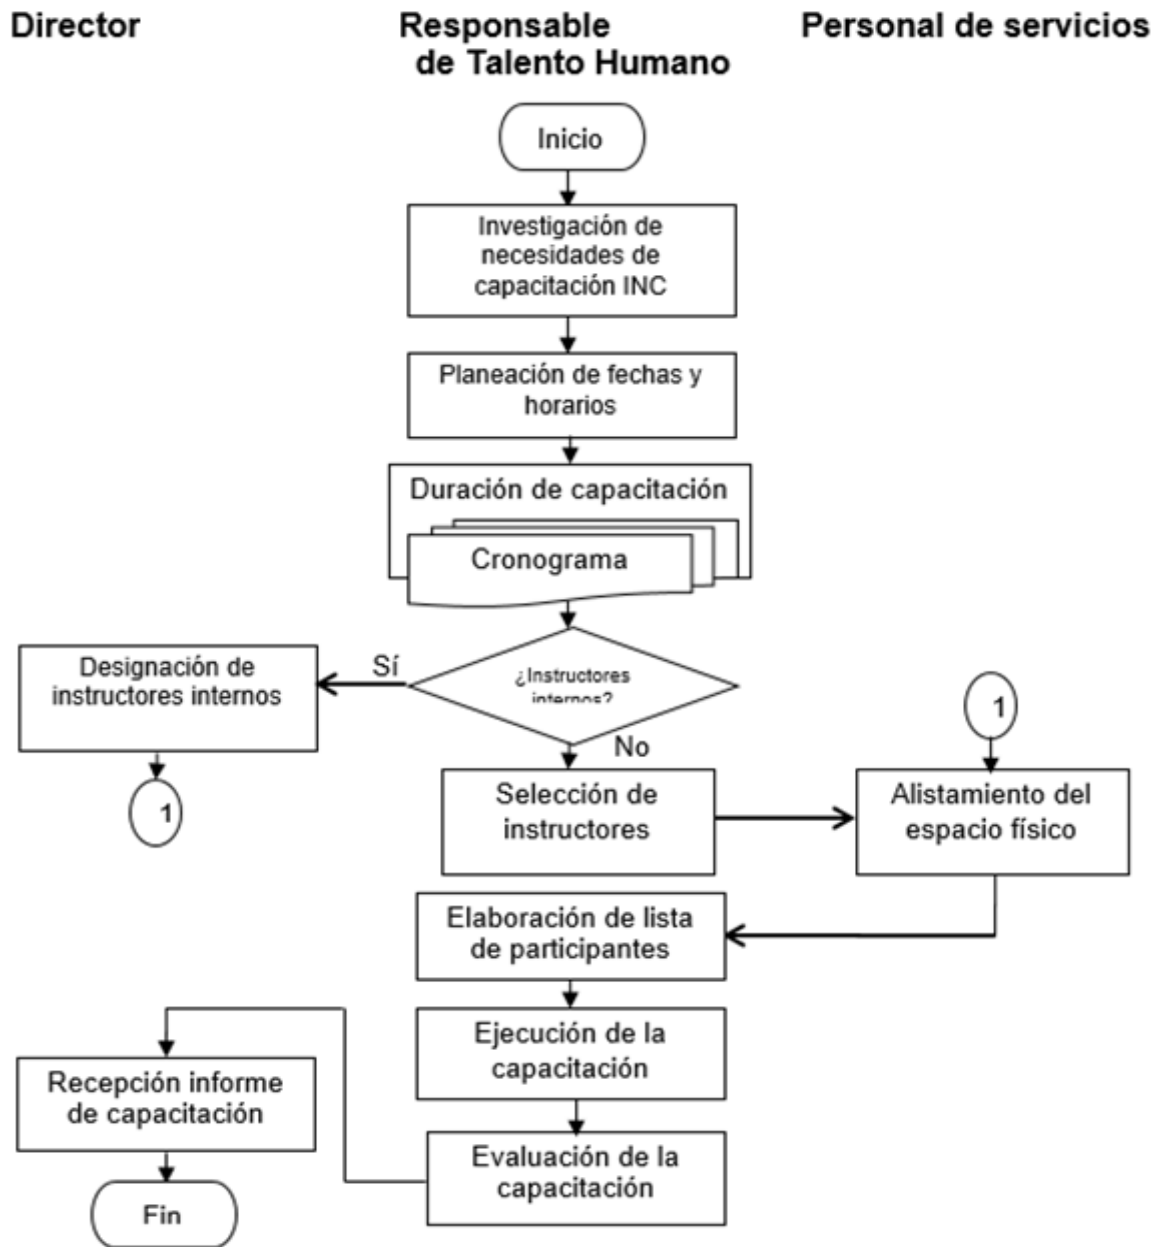 Director
Responsable
de Talento Humano
Personal de servicios
Inicio
Investigación de
necesidades de
capacitación INC
Planeación de fechas y
horarios
Duración de capacitación
Cronograma
¿Instructores
internos?
Sí
Designación de
instructores internos
1
No
Selección de
instructores
1
Alistamiento del
espacio físico
Elaboración de lista
de participantes
Ejecución de la
capacitación
Evaluación de la
capacitación
Recepción informe
de capacitación
Fin